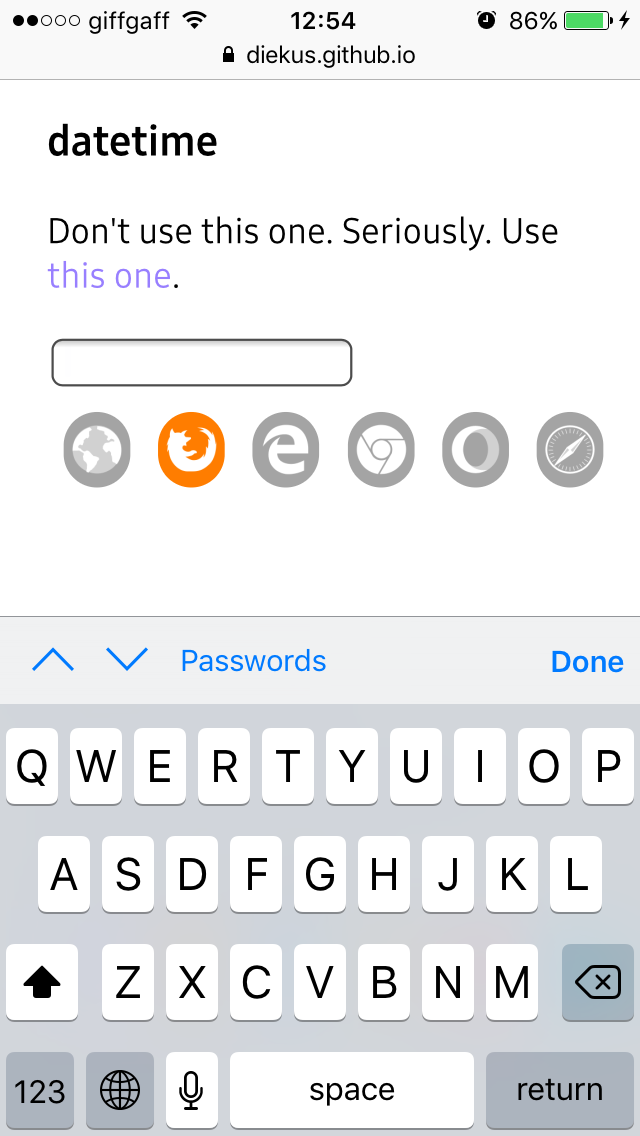 giffgaff 12:54 86%
diekus.github.io
datetime
Don't use this one. Seriously. Use
this one.
Passwords Done
Q W E R T Y U I O P
A S D F G H J K L
Z X C V B N M
123 space return